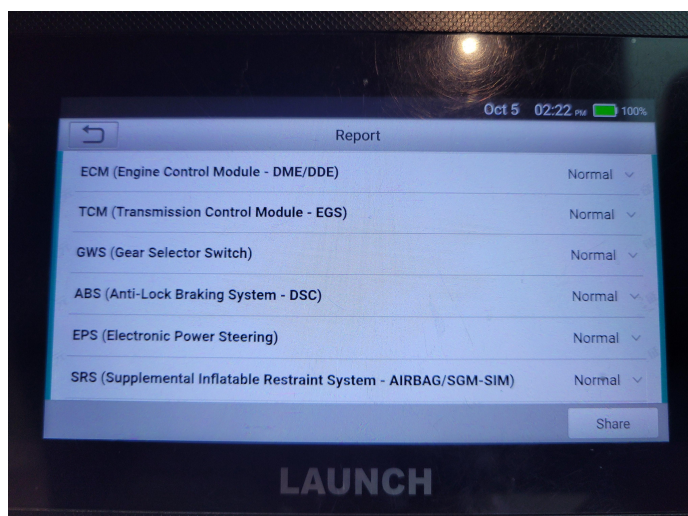 Oct 5 02:22 PM 100%
Report
ECM (Engine Control Module - DME/DDE) Normal
TCM (Transmission Control Module - EGS) Normal
GWS (Gear Selector Switch) Normal
ABS (Anti-Lock Braking System - DSC) Normal
EPS (Electronic Power Steering) Normal
SRS (Supplemental Inflatable Restraint System - AIRBAG/SGM-SIM) Normal
Share
LAUNCH